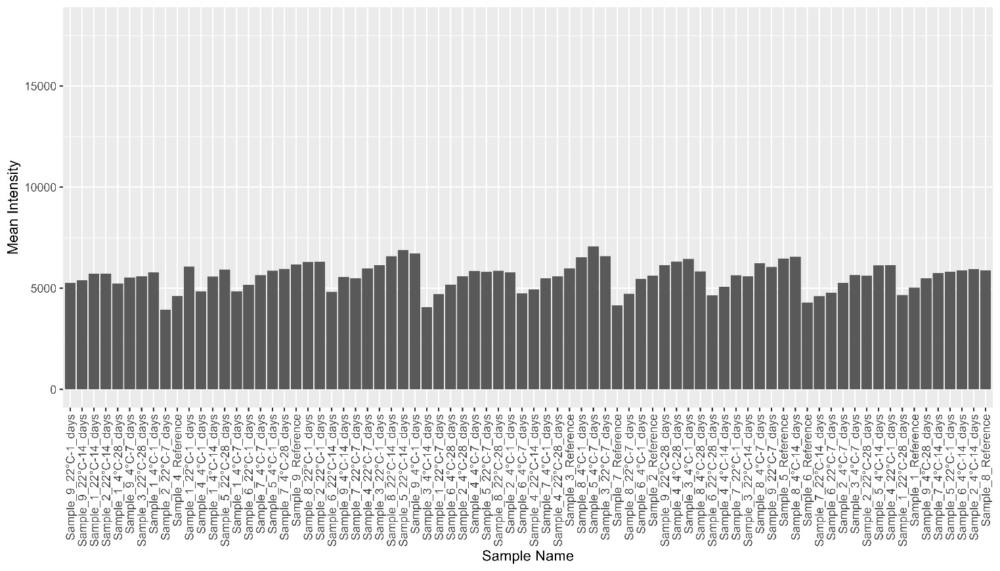 15000
10000
5000
0
Mean Intensity
Sample_9_22°C-1_days
Sample_9_22°C-14_days
Sample_1_22°C-14_days
Sample_2_22°C-14_days
Sample_1_4°C-28_days
Sample_9_4°C-7_days
Sample_3_22°C-28_days
Sample_1_4°C-1_days
Sample_2_22°C-7_days
Sample_4_Reference
Sample_1_22°C-1_days
Sample_4_4°C-1_days
Sample_1_4°C-14_days
Sample_5_22°C-28_days
Sample_1_4°C-7_days
Sample_6_22°C-1_days
Sample_7_4°C-7_days
Sample_5_4°C-1_days
Sample_7_4°C-28_days
Sample_9_Reference
Sample_8_22°C-1_days
Sample_2_22°C-1_days
Sample_6_22°C-14_days
Sample_9_4°C-14_days
Sample_7_22°C-7_days
Sample_4_22°C-7_days
Sample_3_22°C-1_days
Sample_8_22°C-14_days
Sample_5_22°C-14_days
Sample_9_4°C-1_days
Sample_3_4°C-14_days
Sample_1_22°C-7_days
Sample_6_4°C-28_days
Sample_2_4°C-28_days
Sample_4_4°C-7_days
Sample_5_22°C-7_days
Sample_8_22°C-28_days
Sample_2_4°C-1_days
Sample_6_4°C-7_days
Sample_4_22°C-14_days
Sample_7_4°C-1_days
Sample_4_22°C-28_days
Sample_3_Reference
Sample_8_4°C-1_days
Sample_5_4°C-7_days
Sample_3_22°C-7_days
Sample_7_Reference
Sample_8_22°C-7_days
Sample_6_4°C-1_days
Sample_2_Reference
Sample_9_22°C-28_days
Sample_4_4°C-28_days
Sample_3_4°C-1_days
Sample_8_4°C-28_days
Sample_6_22°C-28_days
Sample_4_4°C-14_days
Sample_7_22°C-1_days
Sample_3_22°C-14_days
Sample_8_4°C-7_days
Sample_9_22°C-7_days
Sample_5_Reference
Sample_8_4°C-14_days
Sample_6_Reference
Sample_7_22°C-14_days
Sample_6_22°C-7_days
Sample_2_4°C-7_days
Sample_3_4°C-7_days
Sample_2_22°C-28_days
Sample_5_4°C-14_days
Sample_4_22°C-1_days
Sample_1_22°C-28_days
Sample_1_Reference
Sample_9_4°C-28_days
Sample_7_4°C-14_days
Sample_5_22°C-1_days
Sample_6_4°C-14_days
Sample_2_4°C-14_days
Sample_8_Reference
Sample Name